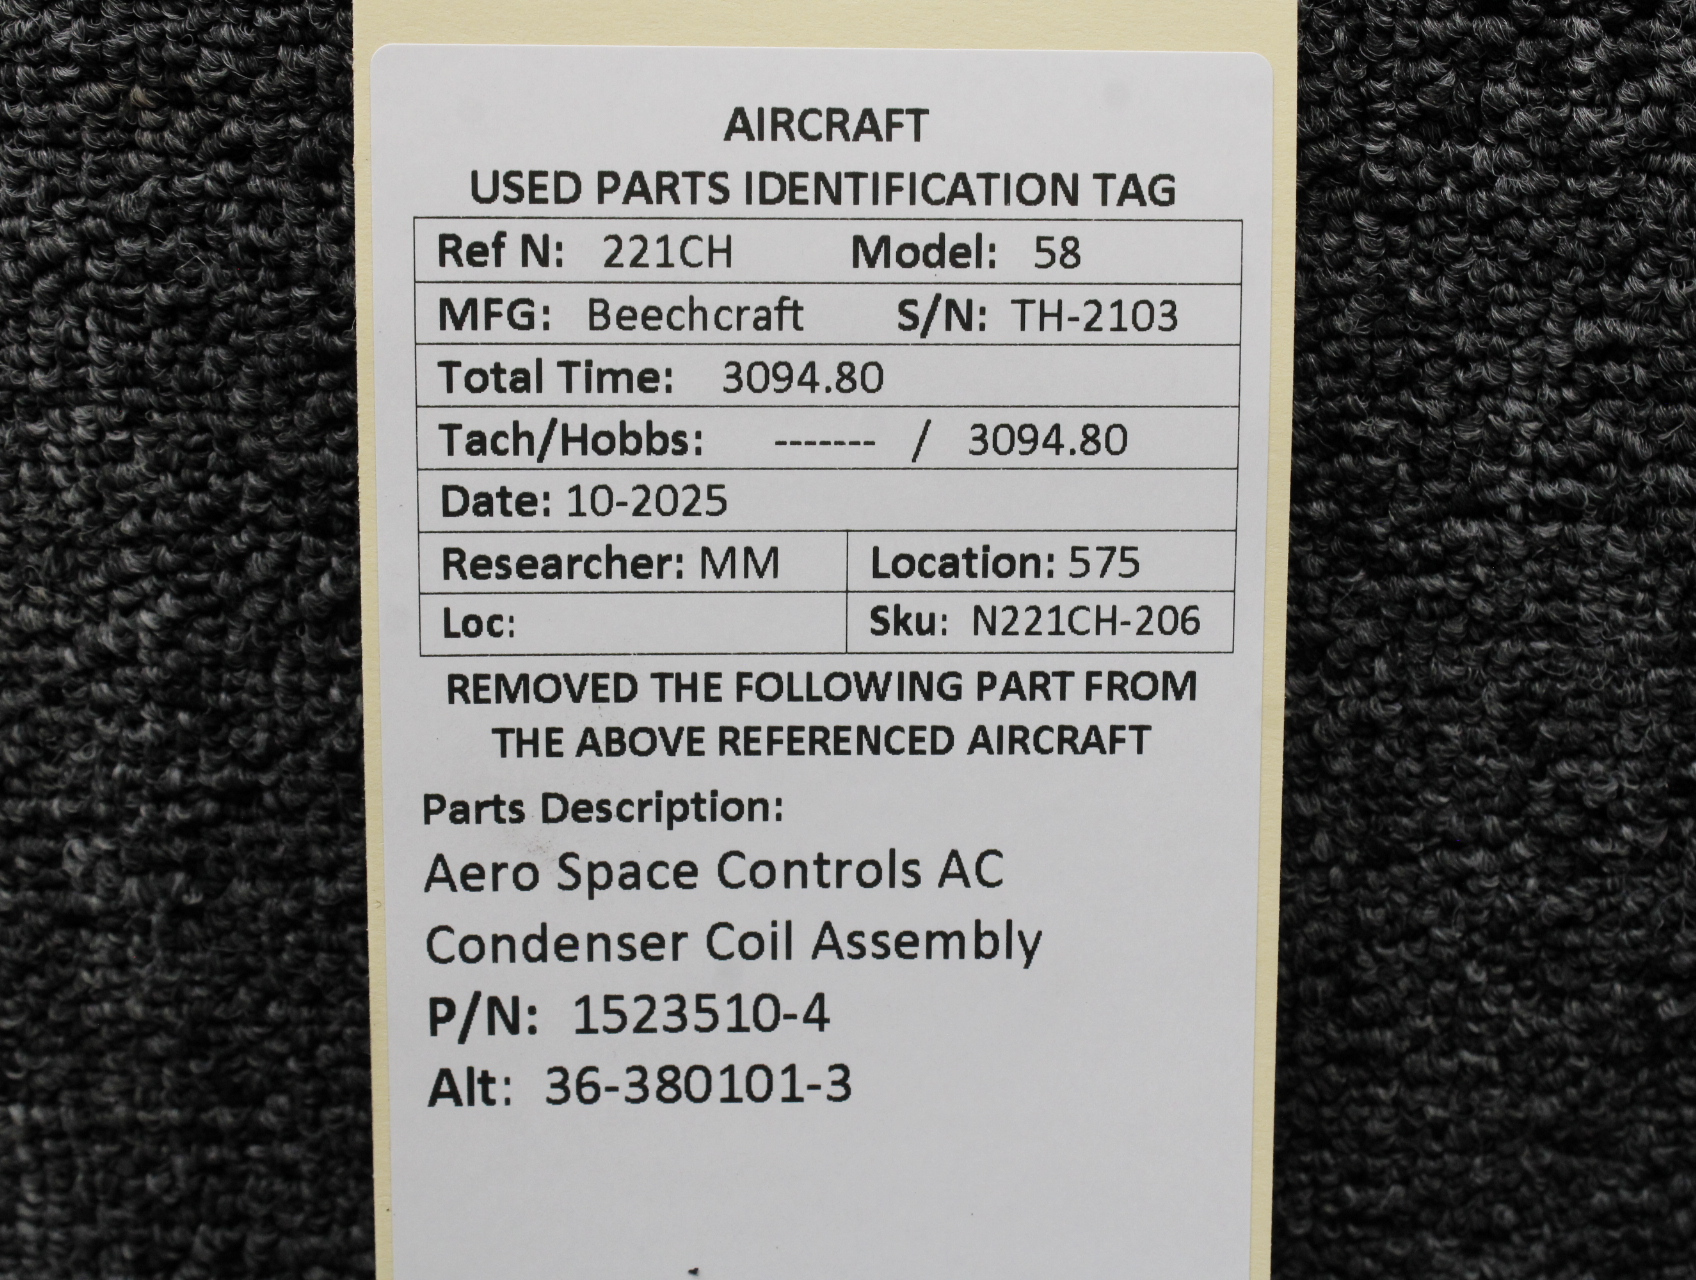 AIRCRAFT
USED PARTS IDENTIFICATION TAG
Ref N: 221CH Model: 58
MFG: Beechcraft S/N: TH-2103
Total Time: 3094.80
Tach/Hobbs: ------- / 3094.80
Date: 10-2025
Researcher: MM Location: 575
Loc: Sku: N221CH-206
REMOVED THE FOLLOWING PART FROM
THE ABOVE REFERENCED AIRCRAFT
Parts Description:
Aero Space Controls AC
Condenser Coil Assembly
P/N: 1523510-4
Alt: 36-380101-3